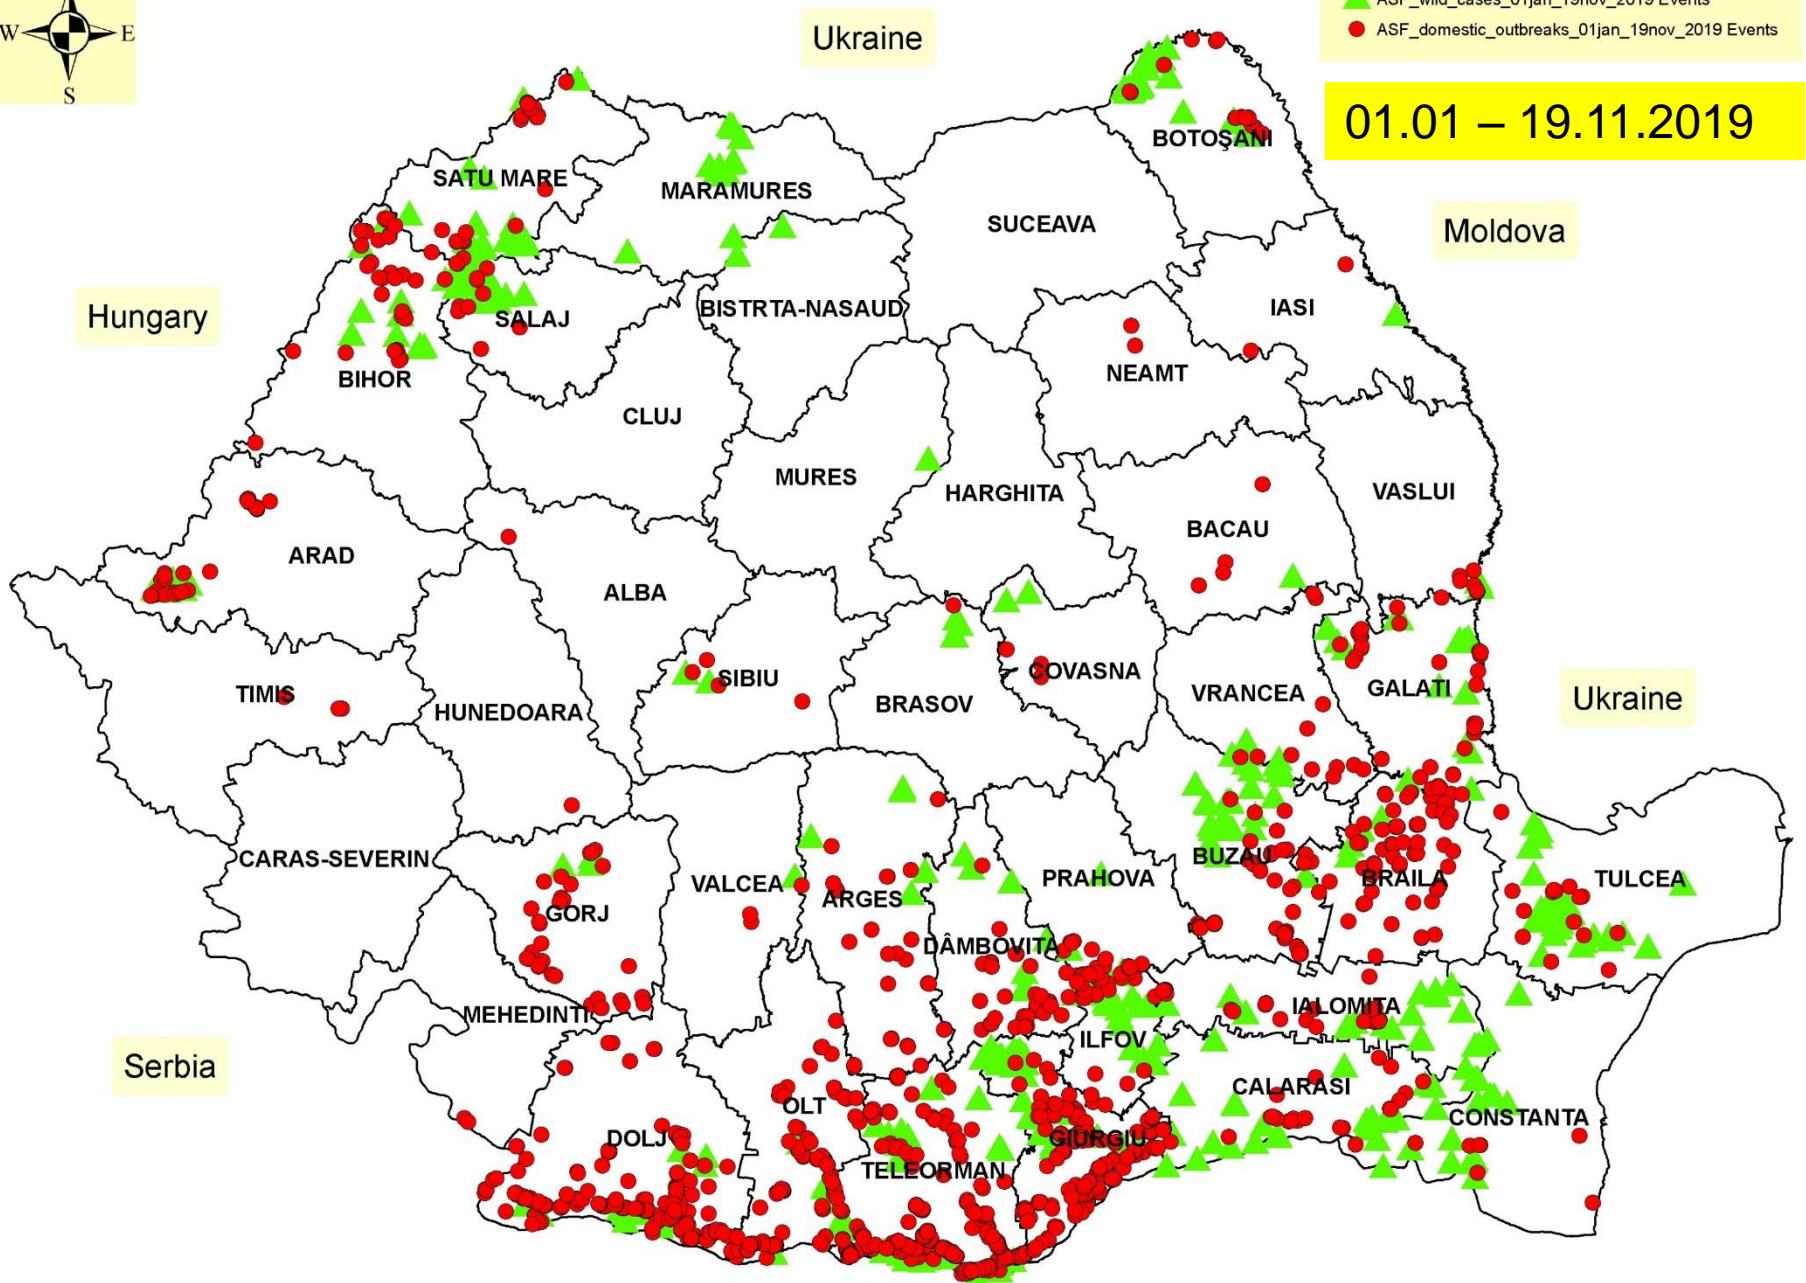 W E
S
Ukraine
ASF_wild_cases_01jan_19nov_2019 Events
ASF_domestic_outbreaks_01jan_19nov_2019 Events
01.01 – 19.11.2019
BOTOŞANI
SATU MARE
MARAMURES
SUCEAVA
Moldova
Hungary
SALAJ
BISTRTA-NASAUD
IASI
BIHOR
NEAMT
CLUJ
MURES
HARGHITA
VASLUI
BACAU
ARAD
ALBA
SIBIU
COVASNA
TIMIS
HUNEDOARA
BRASOV
VRANCEA
GALATI
Ukraine
CARAS-SEVERIN
VALCEA
ARGES
PRAHOVA
BUZAU
BRAILA
TULCEA
GORJ
DÂMBOVITA
MEHEDINTI
IALOMITA
ILFOV
Serbia
CALARASI
OLT
CONSTANTA
DOLJ
GIURGIU
TELEORMAN